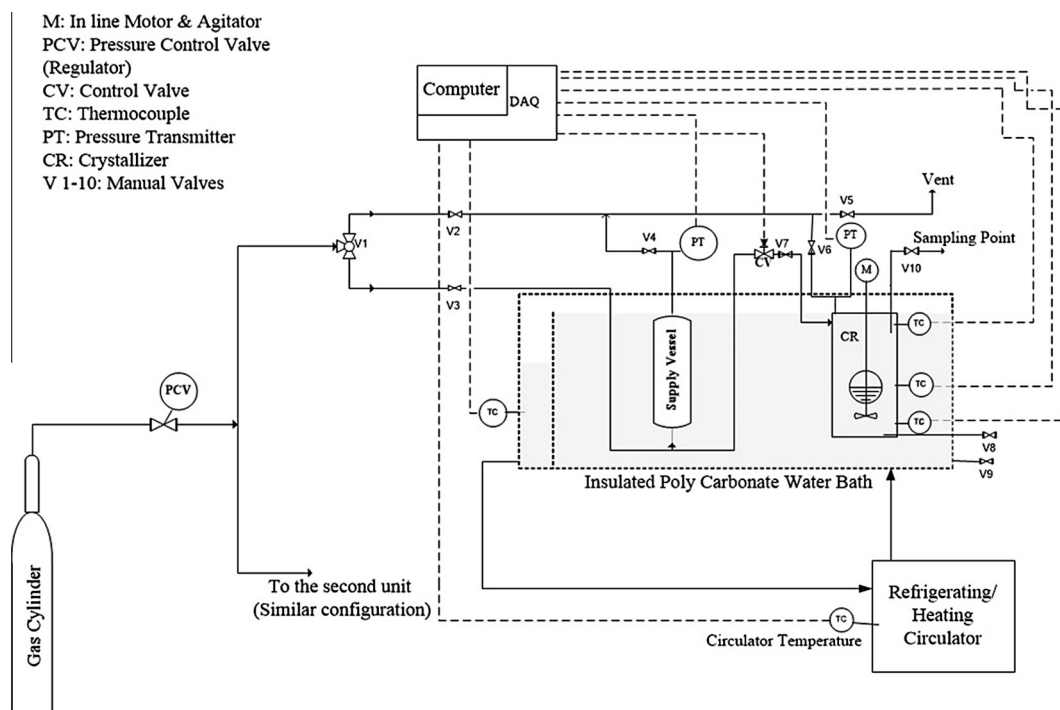 M: In line Motor & Agitator
PCV: Pressure Control Valve
(Regulator)
CV: Control Valve
TC: Thermocouple
PT: Pressure Transmitter
CR: Crystallizer
V 1-10: Manual Valves
Computer
DAQ
Vent
V5
V2
V1
V4
PT
V7
CV
V6
PT
Sampling Point
V10
M
V3
TC
CR
Supply Vessel
PCV
TC
TC
TC
V8
V9
Insulated Poly Carbonate Water Bath
To the second unit
(Similar configuration)
Gas Cylinder
TC
Circulator Temperature
Refrigerating/
Heating
Circulator